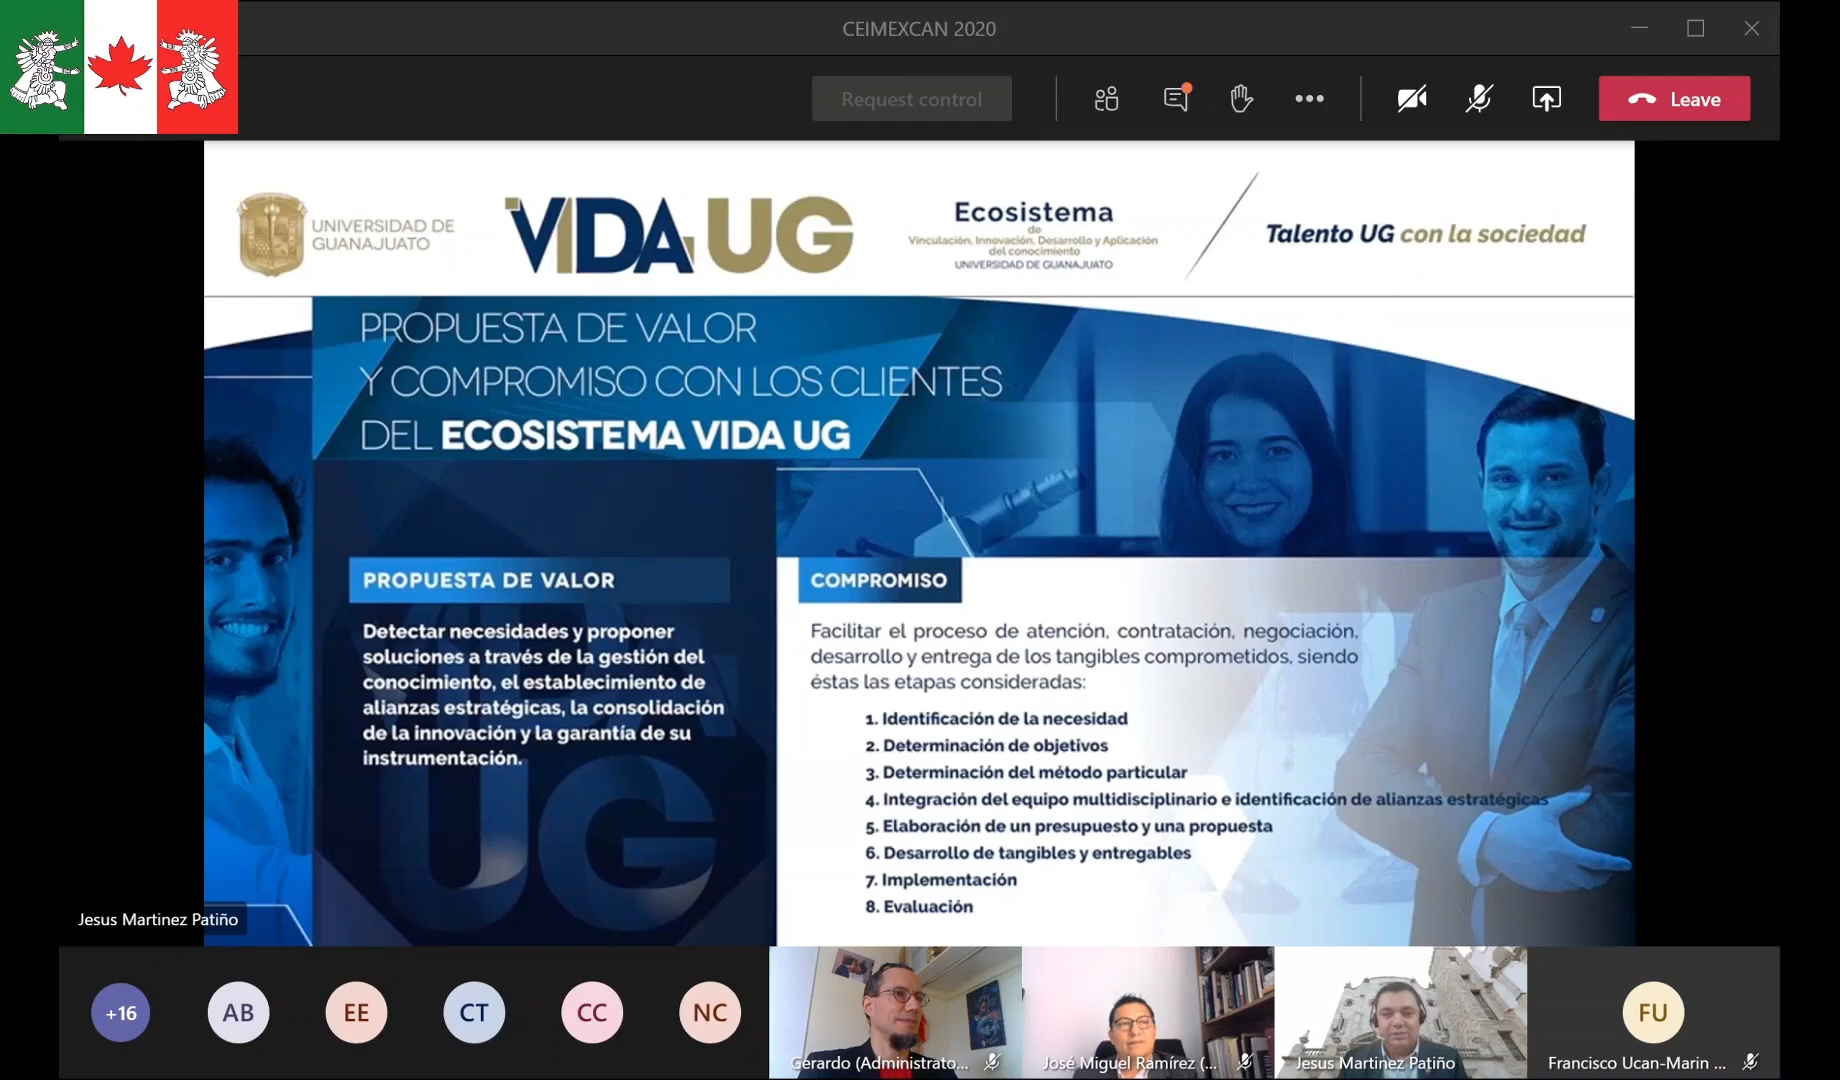 CEIMEXCAN 2020
Request control
Leave
UNIVERSIDAD DE
GUANAJUATO
VIDA UG
Ecosistema
de
Vinculación, Innovación, Desarrollo y Aplicación
del conocimiento
UNIVERSIDAD DE GUANAJUATO
Talento UG con la sociedad
PROPUESTA DE VALOR
Y COMPROMISO CON LOS CLIENTES
DEL ECOSISTEMA VIDA UG
PROPUESTA DE VALOR
Detectar necesidades y proponer
soluciones a través de la gestión del
conocimiento, el establecimiento de
alianzas estratégicas, la consolidación
de la innovación y la garantía de su
instrumentación.
COMPROMISO
Facilitar el proceso de atención, contratación, negociación,
desarrollo y entrega de los tangibles comprometidos, siendo
éstas las etapas consideradas:
1. Identificación de la necesidad
2. Determinación de objetivos
3. Determinación del método particular
4. Integración del equipo multidisciplinario e identificación de alianzas estratégicas
5. Elaboración de un presupuesto y una propuesta
6. Desarrollo de tangibles y entregables
7. Implementación
8. Evaluación
UG
Jesus Martinez Patiño
+16
AB
EE
CT
CC
NC
Gerardo (Administrato...
José Miguel Ramírez (...
Jesus Martinez Patiño
FU
Francisco Ucan-Marin ...